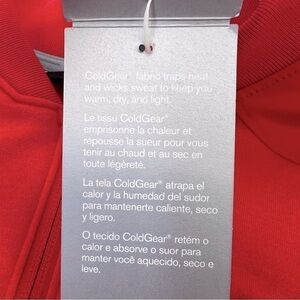 ColdGear® fabric traps heat
and wicks sweat to keep you
warm, dry, and light.
Le tissu ColdGear®
emprisonne la chaleur et
repousse la sueur pour vous
tenir au chaud et au sec en
toute légèreté.
La tela ColdGear® atrapa el
calor y la humedad del sudor
para mantenerte caliente, seco
y ligero.
O tecido ColdGear® retém o
calor e absorve o suor para
manter você aquecido, seco e
leve.